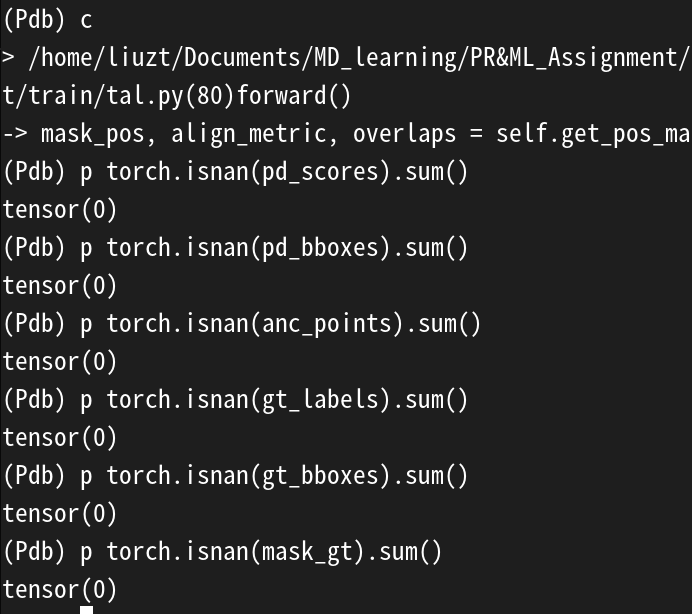 (Pdb) c
> /home/liuzt/Documents/MD_learning/PR&ML_Assignment/
t/train/tal.py(80)forward()
-> mask_pos, align_metric, overlaps = self.get_pos_ma
(Pdb) p torch.isnan(pd_scores).sum()
tensor(0)
(Pdb) p torch.isnan(pd_bboxes).sum()
tensor(0)
(Pdb) p torch.isnan(anc_points).sum()
tensor(0)
(Pdb) p torch.isnan(gt_labels).sum()
tensor(0)
(Pdb) p torch.isnan(gt_bboxes).sum()
tensor(0)
(Pdb) p torch.isnan(mask_gt).sum()
tensor(0)